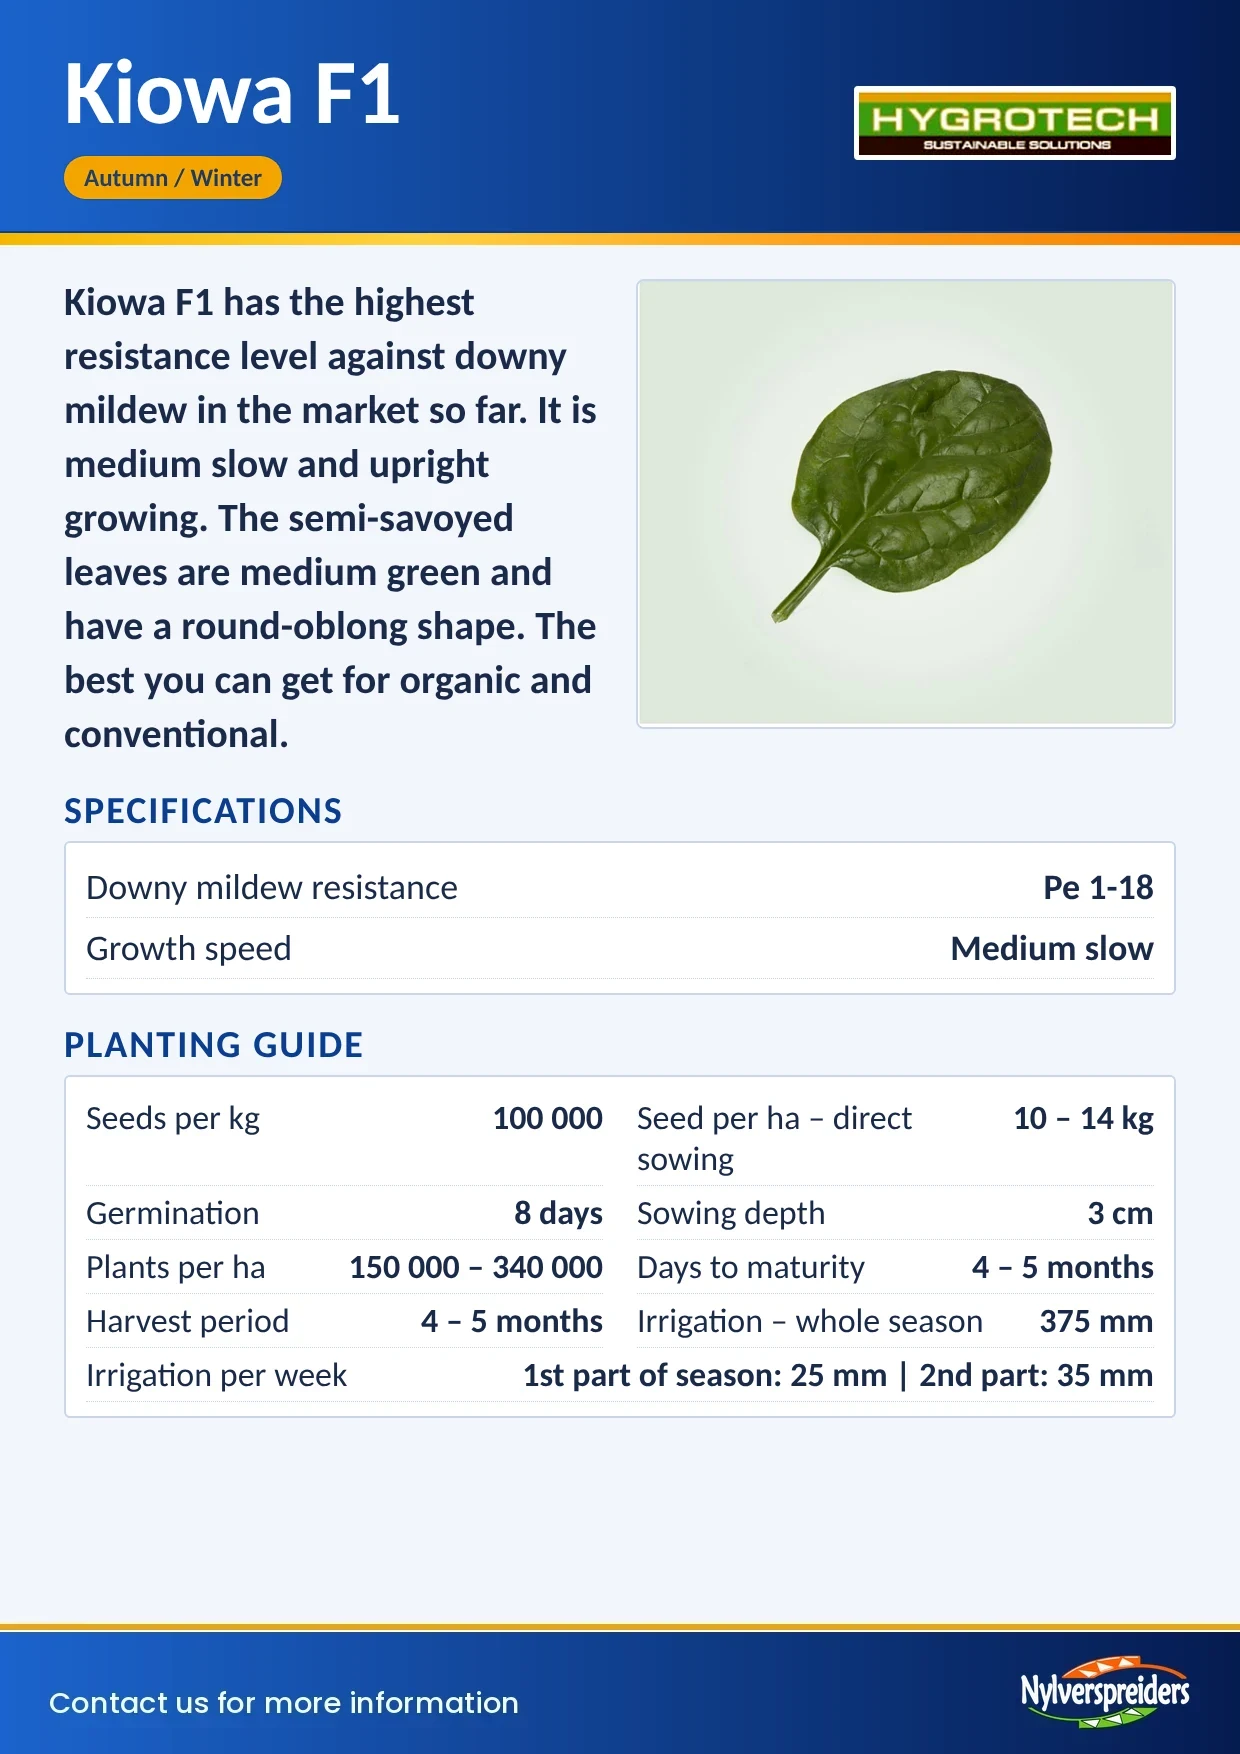 Kiowa F1
Autumn / Winter
HYGROTECH
SUSTAINABLE SOLUTIONS
Kiowa F1 has the highest
resistance level against downy
mildew in the market so far. It is
medium slow and upright
growing. The semi-savoyed
leaves are medium green and
have a round-oblong shape. The
best you can get for organic and
conventional.
SPECIFICATIONS
Downy mildew resistance Pe 1-18
Growth speed Medium slow
PLANTING GUIDE
Seeds per kg 100 000
Seed per ha – direct sowing 10 – 14 kg
Germination 8 days
Sowing depth 3 cm
Plants per ha 150 000 – 340 000
Days to maturity 4 – 5 months
Harvest period 4 – 5 months
Irrigation – whole season 375 mm
Irrigation per week 1st part of season: 25 mm | 2nd part: 35 mm
Contact us for more information
Nylverspreiders